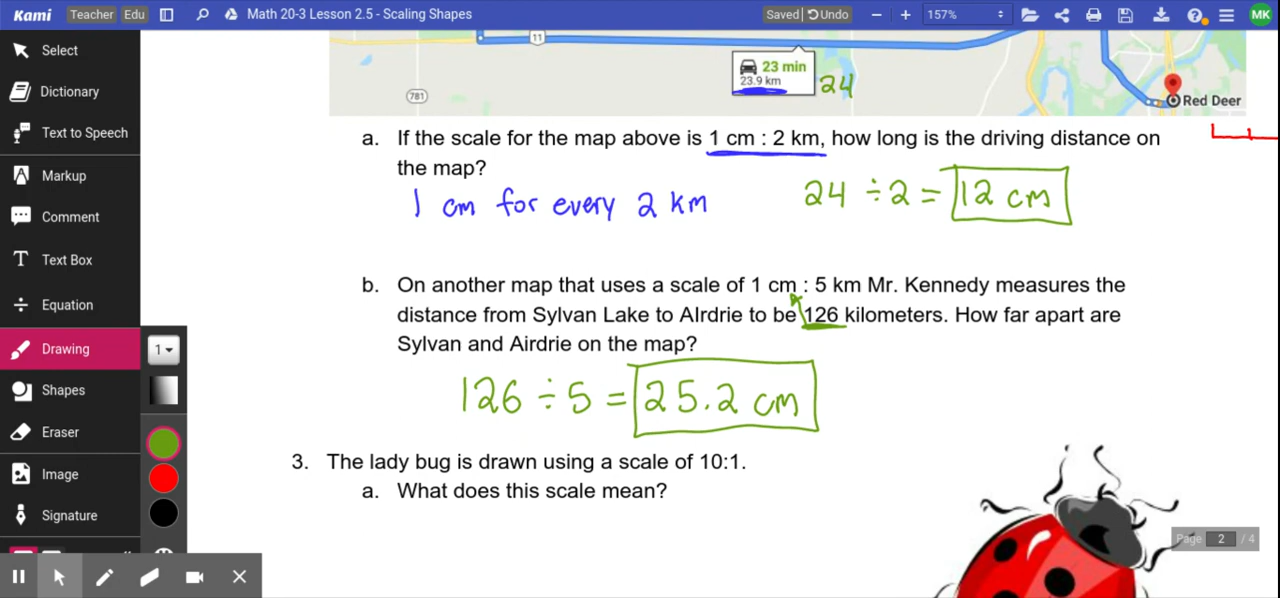 Kami Teacher Edu Math 20-3 Lesson 2.5 - Scaling Shapes Saved Undo 157% MK
Select
Dictionary
Text to Speech
Markup
Comment
Text Box
Equation
Drawing
1
Shapes
Eraser
Image
Signature
11
23 min
23.9 km
24
781
Red Deer
a. If the scale for the map above is 1 cm : 2 km, how long is the driving distance on
the map?
1 cm for every 2 km
24 ÷ 2 = 12 cm
b. On another map that uses a scale of 1 cm : 5 km Mr. Kennedy measures the
distance from Sylvan Lake to AIrdrie to be 126 kilometers. How far apart are
Sylvan and Airdrie on the map?
126 ÷ 5 = 25.2 cm
3. The lady bug is drawn using a scale of 10:1.
a. What does this scale mean?
Page 2 / 4